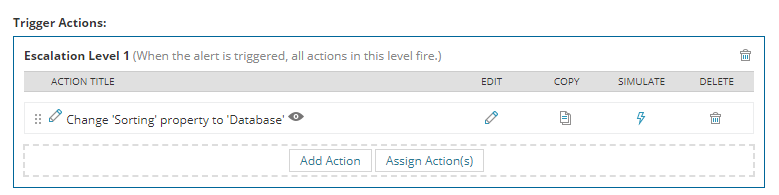 Trigger Actions:
Escalation Level 1 (When the alert is triggered, all actions in this level fire.)
ACTION TITLE EDIT COPY SIMULATE DELETE
Change 'Sorting' property to 'Database'
Add Action Assign Action(s)